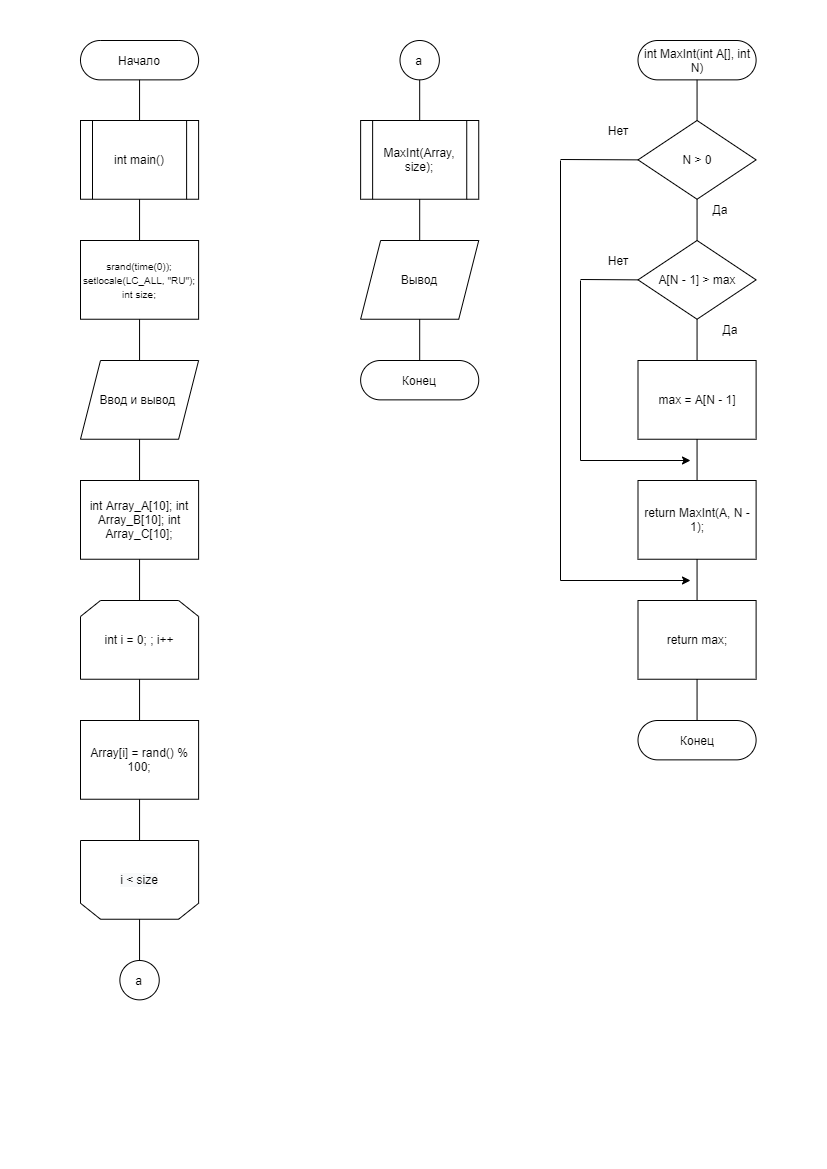 Начало
int main()
srand(time(0));
setlocale(LC_ALL, "RU");
int size;
Ввод и вывод
int Array_A[10]; int
Array_B[10]; int
Array_C[10];
int i = 0; ; i++
Array[i] = rand() %
100;
i < size
a
a
MaxInt(Array,
size);
Вывод
Конец
int MaxInt(int A[], int
N)
Нет
N > 0
Да
Нет
A[N - 1] > max
Да
max = A[N - 1]
return MaxInt(A, N -
1);
return max;
Конец